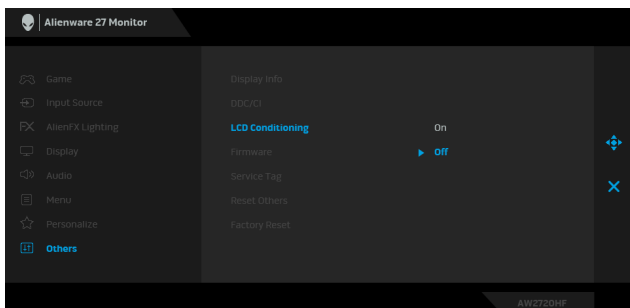 Alienware 27 Monitor
Game
Input Source
AlienFX Lighting
Display
Audio
Menu
Personalize
Others
Display Info
DDC/CI
LCD Conditioning On
Firmware Off
Service Tag
Reset Others
Factory Reset
AW2720HF